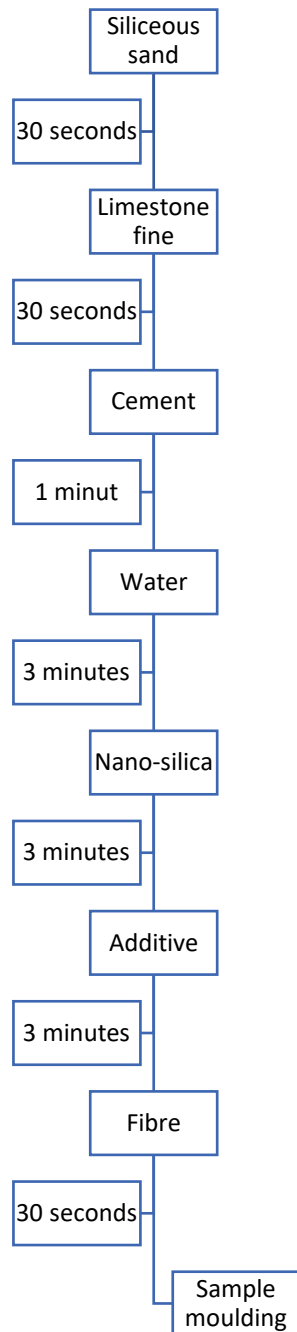 Siliceous
sand
30 seconds
Limestone
fine
30 seconds
Cement
1 minut
Water
3 minutes
Nano-silica
3 minutes
Additive
3 minutes
Fibre
30 seconds
Sample
moulding